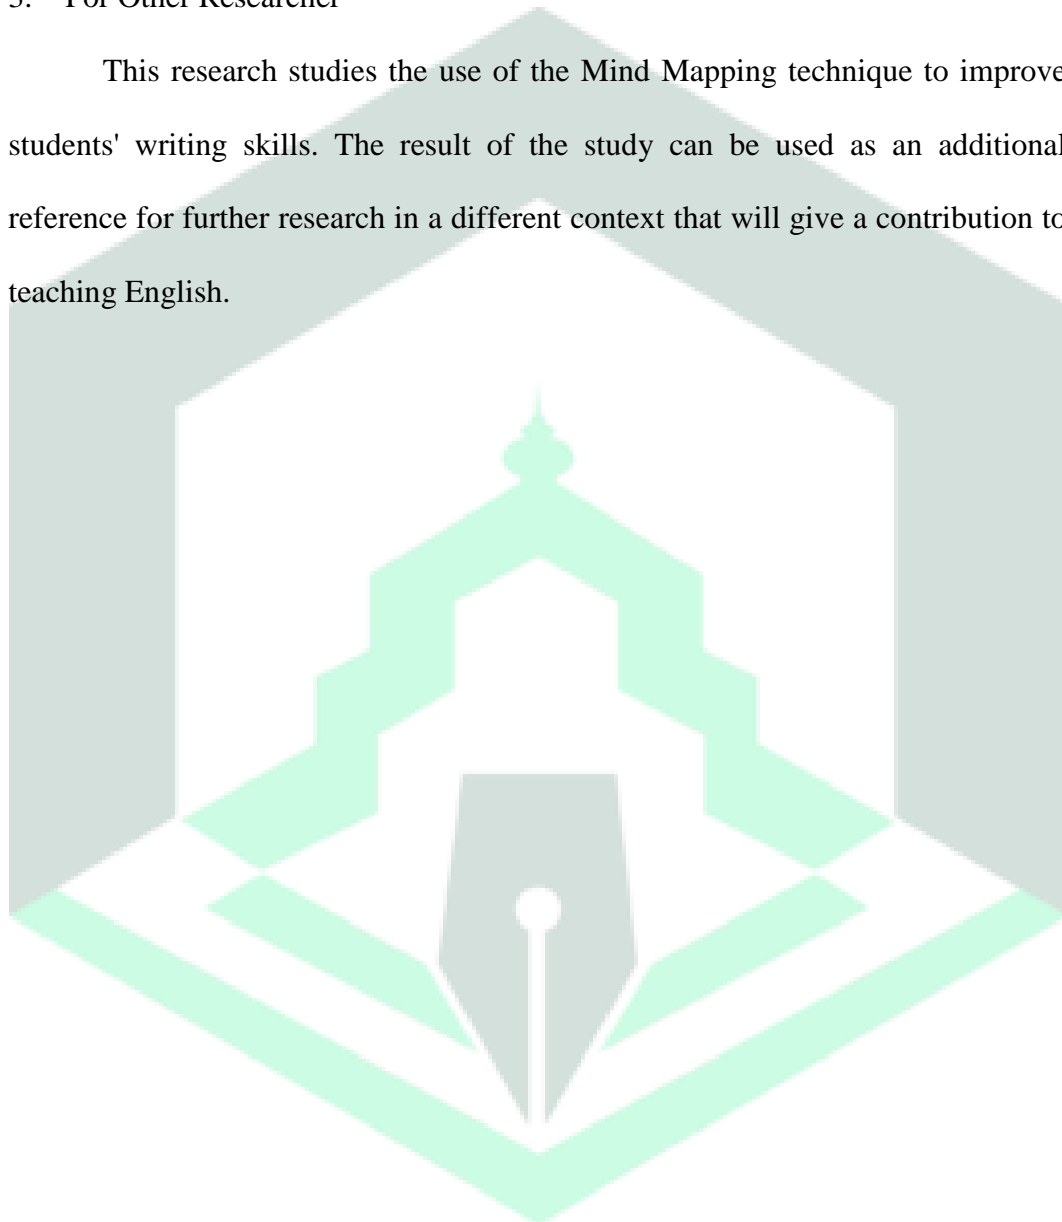 3. For Other Researcher
This research studies the use of the Mind Mapping technique to improve
students' writing skills. The result of the study can be used as an additional
reference for further research in a different context that will give a contribution to
teaching English.